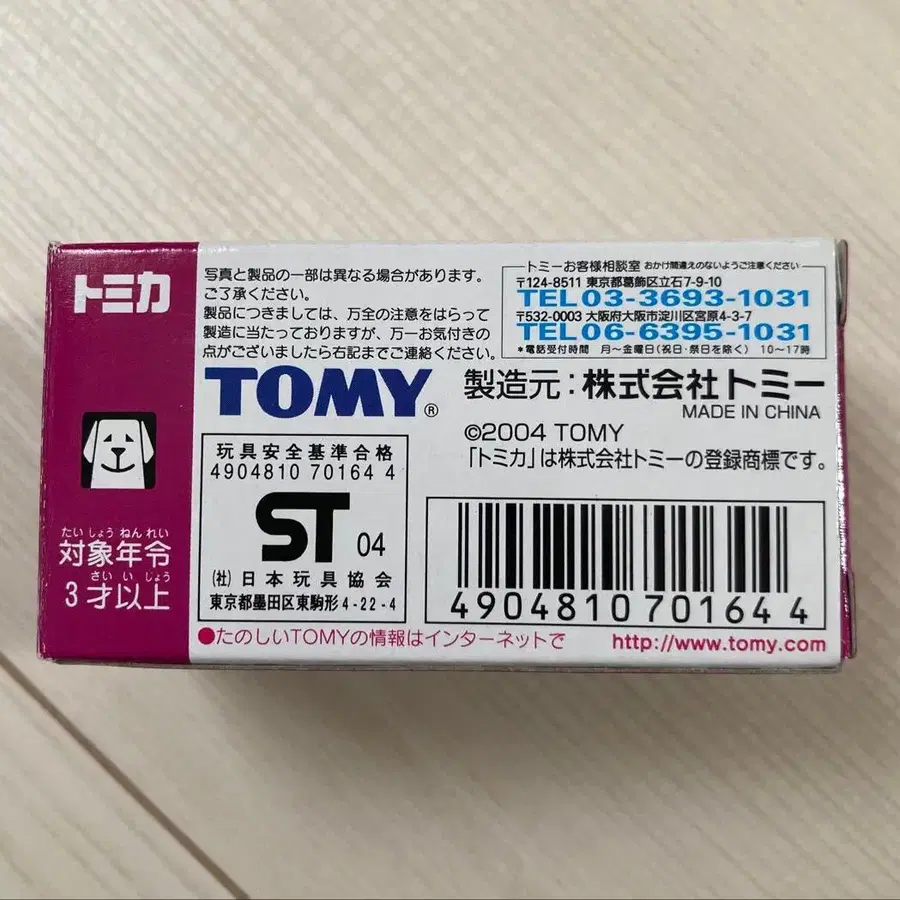 トミカ
たいしょうねんれい
対象年令
さいいじょう
3才以上
写真と製品の一部は異なる場合があります。
ご了承ください。
製品につきましては、万全の注意をはらって
製造に当たっておりますが、万一お気付きの
点がございましたら右記までご連絡ください。
トミーお客様相談室 おかけ間違えのないようご注意ください
〒124-8511 東京都葛飾区立石7-9-10
TEL03-3693-1031
〒532-0003 大阪府大阪市淀川区宮原4-3-7
TEL06-6395-1031
*電話受付時間 月〜金曜日(祝日・祭日を除く) 10〜17時
TOMY®
製造元:株式会社トミー
MADE IN CHINA
©2004 TOMY
「トミカ」は株式会社トミーの登録商標です。
玩具安全基準合格
4904810 70164 4
ST 04
(社)日本玩具協会
東京都墨田区東駒形4-22-4
4904810701644
●たのしいTOMYの情報はインターネットで http://www.tomy.com